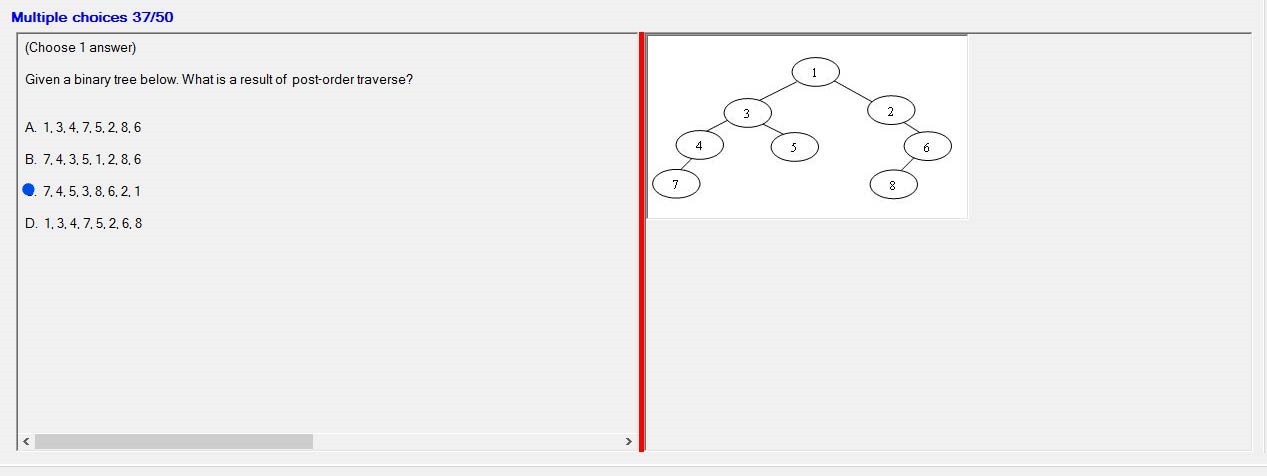 Multiple choices 37/50
(Choose 1 answer)
Given a binary tree below. What is a result of post-order traverse?
A. 1, 3, 4, 7, 5, 2, 8, 6
B. 7, 4, 3, 5, 1, 2, 8, 6
. 7, 4, 5, 3, 8, 6, 2, 1
D. 1, 3, 4, 7, 5, 2, 6, 8
1
3
2
4
5
6
7
8